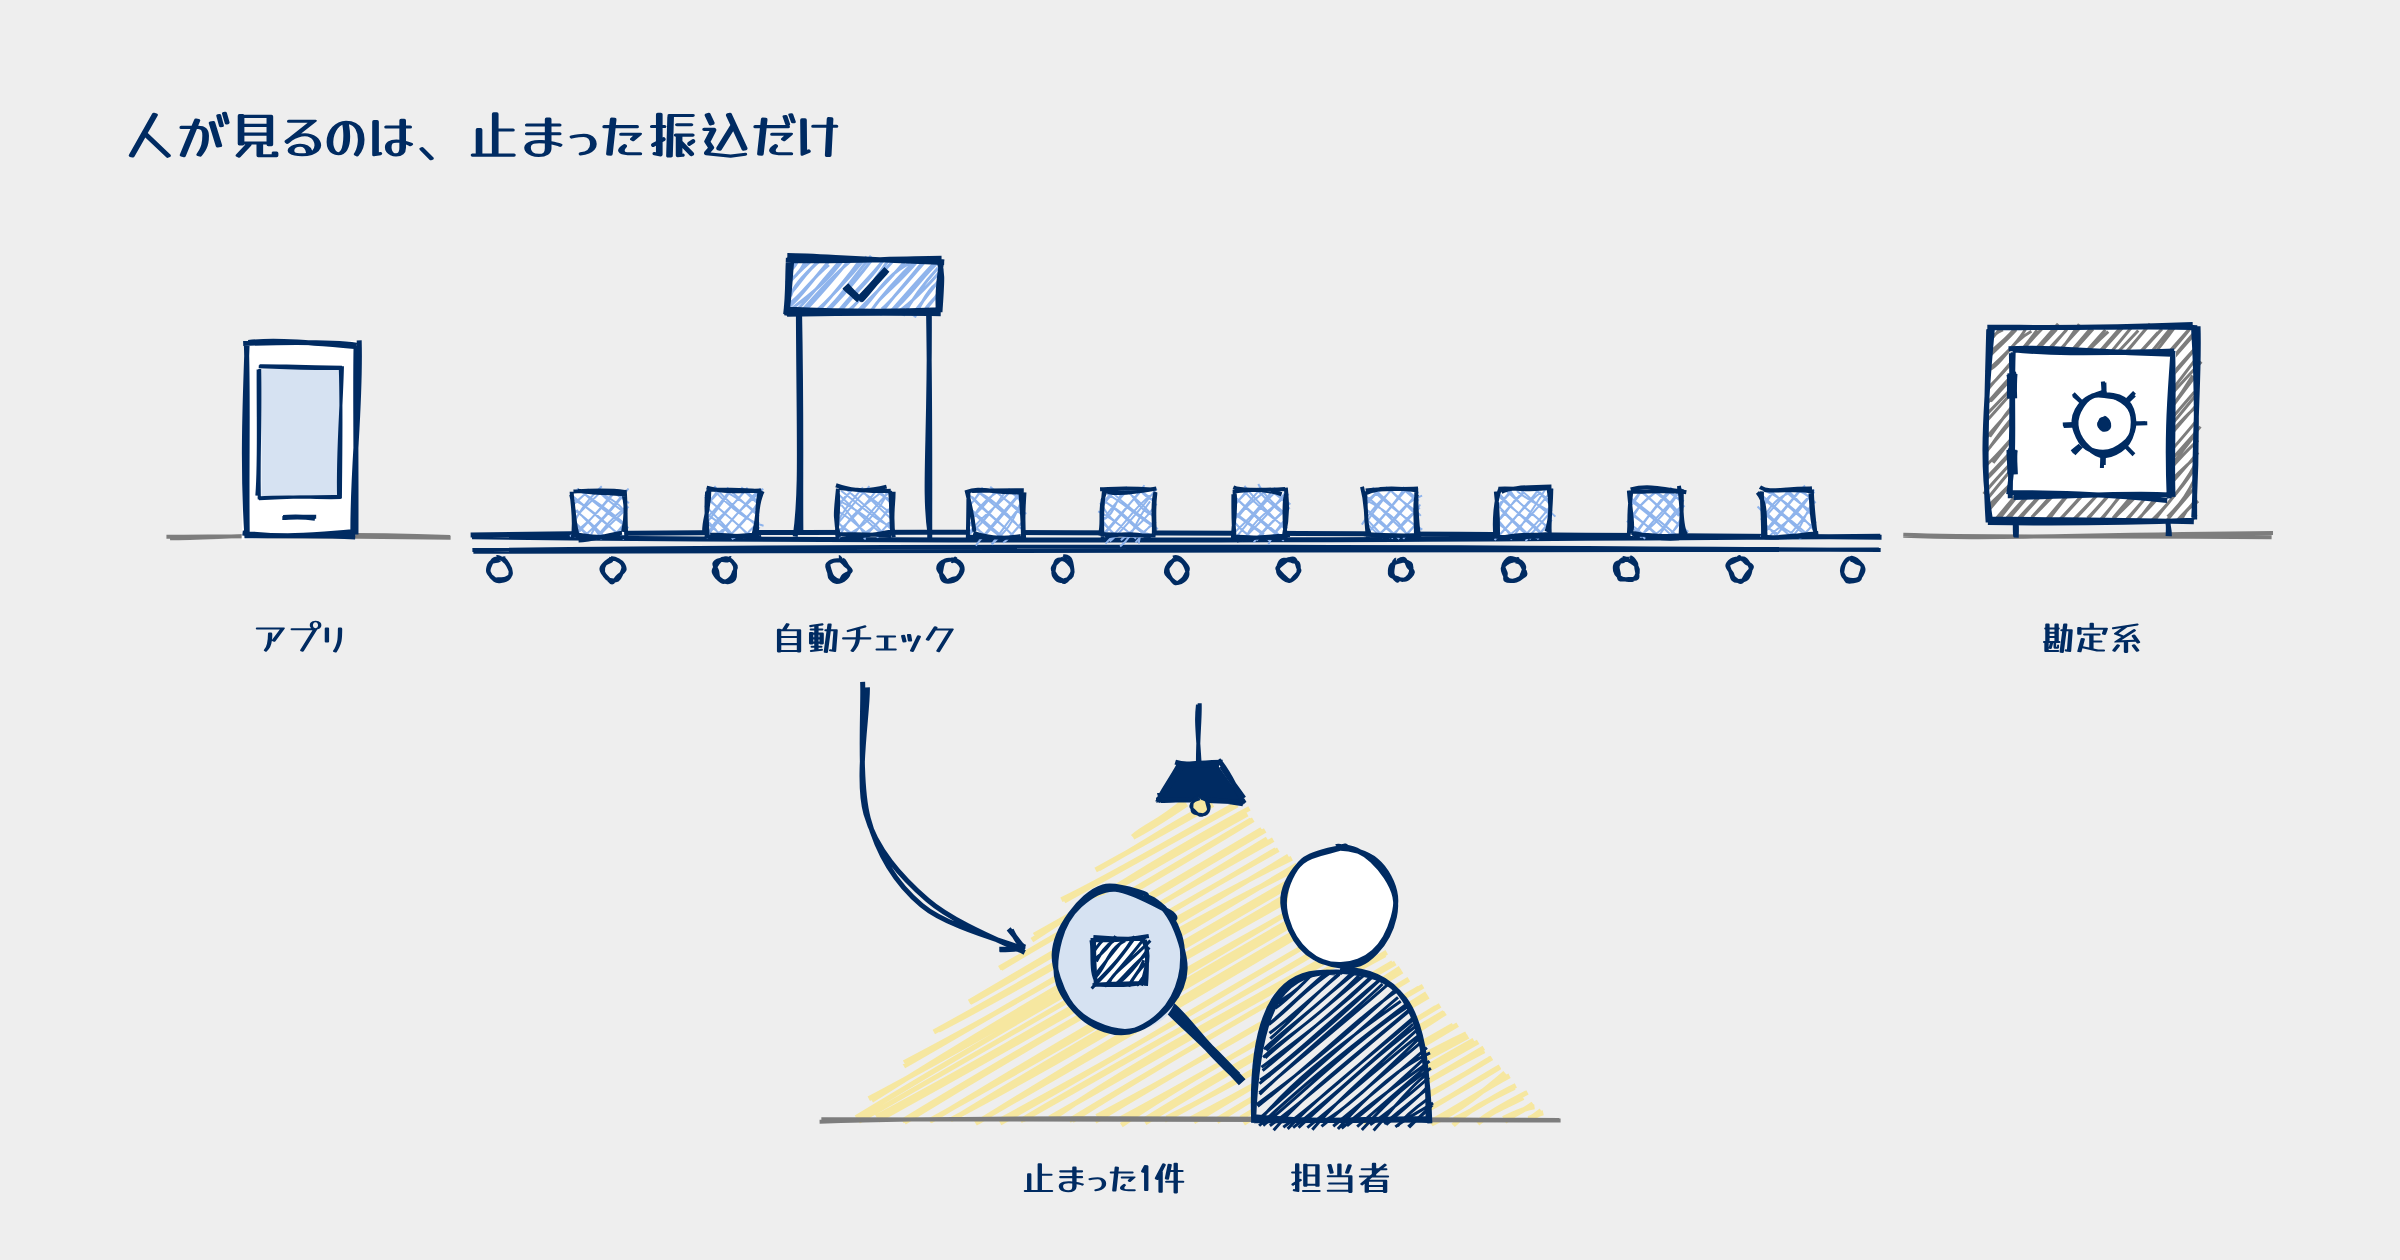 人が見るのは、止まった振込だけ
アプリ
自動チェック
勘定系
止まった1件
担当者